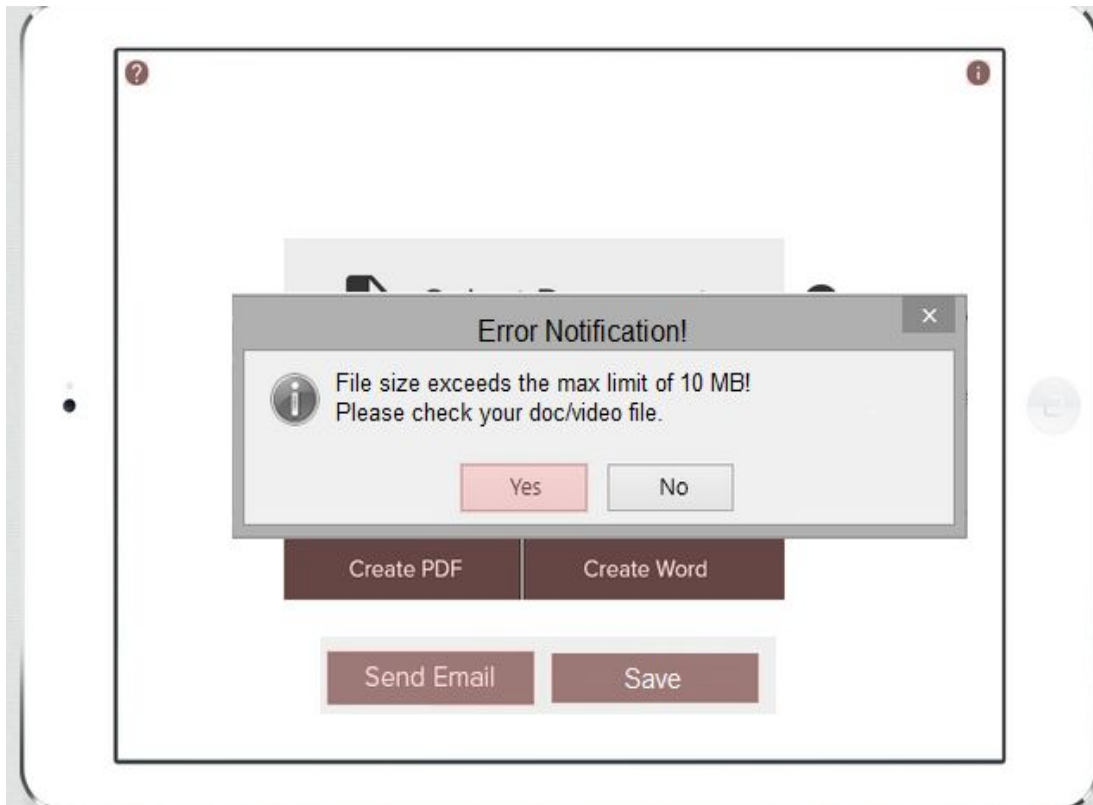 ?
i
Error Notification!
×
File size exceeds the max limit of 10 MB!
Please check your doc/video file.
Yes
No
Create PDF
Create Word
Send Email
Save